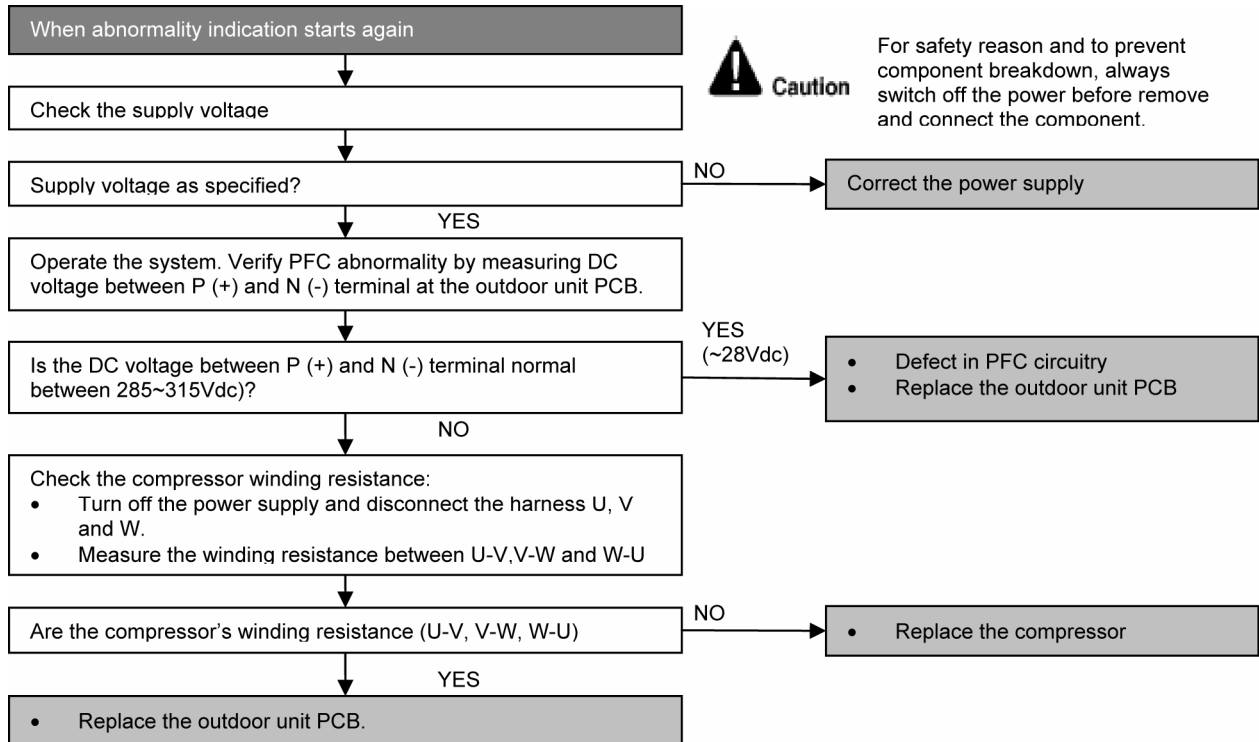 When abnormality indication starts again
Caution
For safety reason and to prevent
component breakdown, always
switch off the power before remove
and connect the component.
Check the supply voltage
Supply voltage as specified?
NO
Correct the power supply
YES
Operate the system. Verify PFC abnormality by measuring DC
voltage between P (+) and N (-) terminal at the outdoor unit PCB.
Is the DC voltage between P (+) and N (-) terminal normal
between 285~315Vdc)?
YES
(~28Vdc)
• Defect in PFC circuitry
• Replace the outdoor unit PCB
NO
Check the compressor winding resistance:
• Turn off the power supply and disconnect the harness U, V
and W.
• Measure the winding resistance between U-V,V-W and W-U
Are the compressor's winding resistance (U-V, V-W, W-U)
NO
• Replace the compressor
YES
• Replace the outdoor unit PCB.